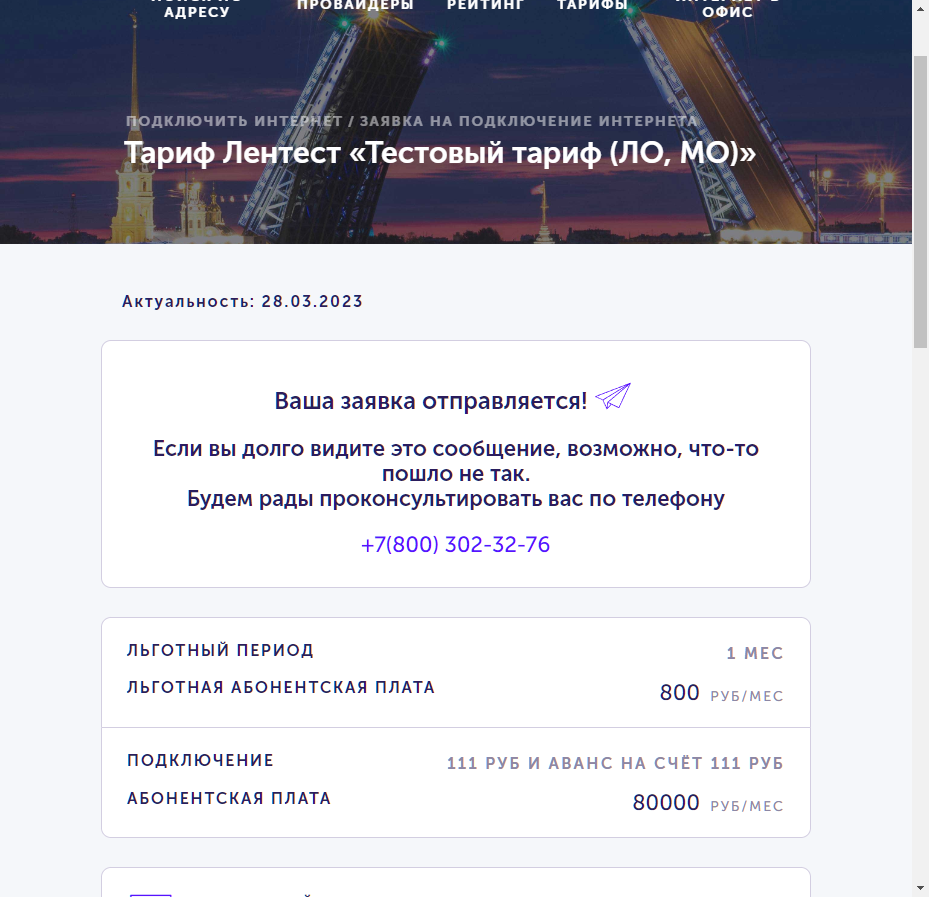 АДРЕСУ
ПРОВАЙДЕРЫ
РЕЙТИНГ
ТАРИФЫ
ОФИС
ПОДКЛЮЧИТЬ ИНТЕРНЕТ / ЗАЯВКА НА ПОДКЛЮЧЕНИЕ ИНТЕРНЕТА
Тариф Лентест «Тестовый тариф (ЛО, МО)»
Актуальность: 28.03.2023
Ваша заявка отправляется!
Если вы долго видите это сообщение, возможно, что-то
пошло не так.
Будем рады проконсультировать вас по телефону
+7(800) 302-32-76
ЛЬГОТНЫЙ ПЕРИОД 1 МЕС
ЛЬГОТНАЯ АБОНЕНТСКАЯ ПЛАТА 800 РУБ/МЕС
ПОДКЛЮЧЕНИЕ 111 РУБ И АВАНС НА СЧЁТ 111 РУБ
АБОНЕНТСКАЯ ПЛАТА 80000 РУБ/МЕС